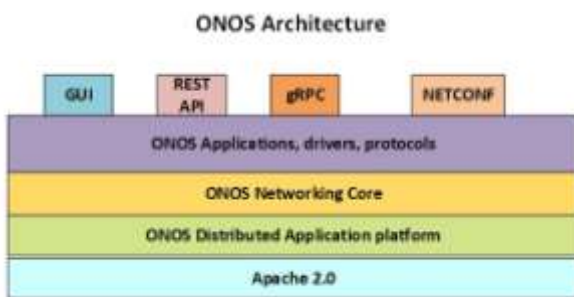 ONOS Architecture
GUI
REST
API
gRPC
NETCONF
ONOS Applications, drivers, protocols
ONOS Networking Core
ONOS Distributed Application platform
Apache 2.0